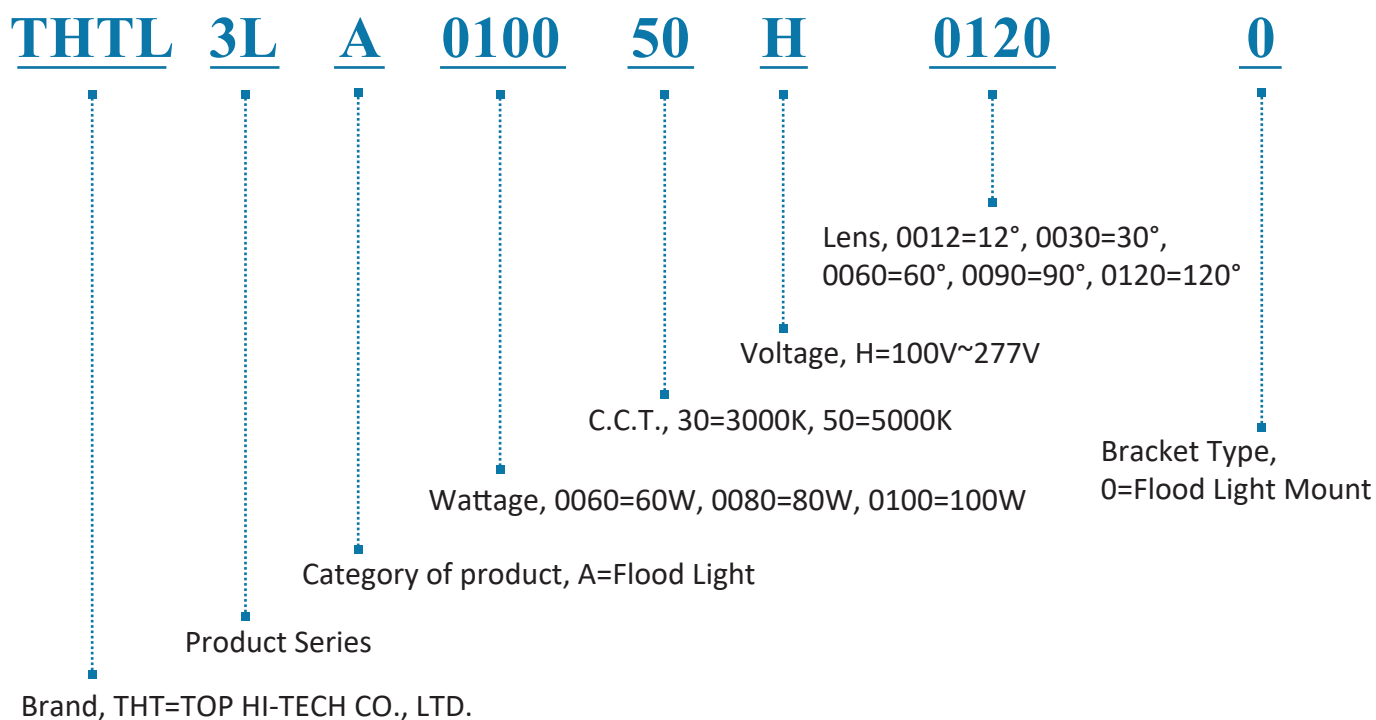 THTL 3L A 0100 50 H 0120 0
Lens, 0012=12°, 0030=30°,
0060=60°, 0090=90°, 0120=120°
Voltage, H=100V~277V
C.C.T., 30=3000K, 50=5000K
Bracket Type,
0=Flood Light Mount
Wattage, 0060=60W, 0080=80W, 0100=100W
Category of product, A=Flood Light
Product Series
Brand, THT=TOP HI-TECH CO., LTD.